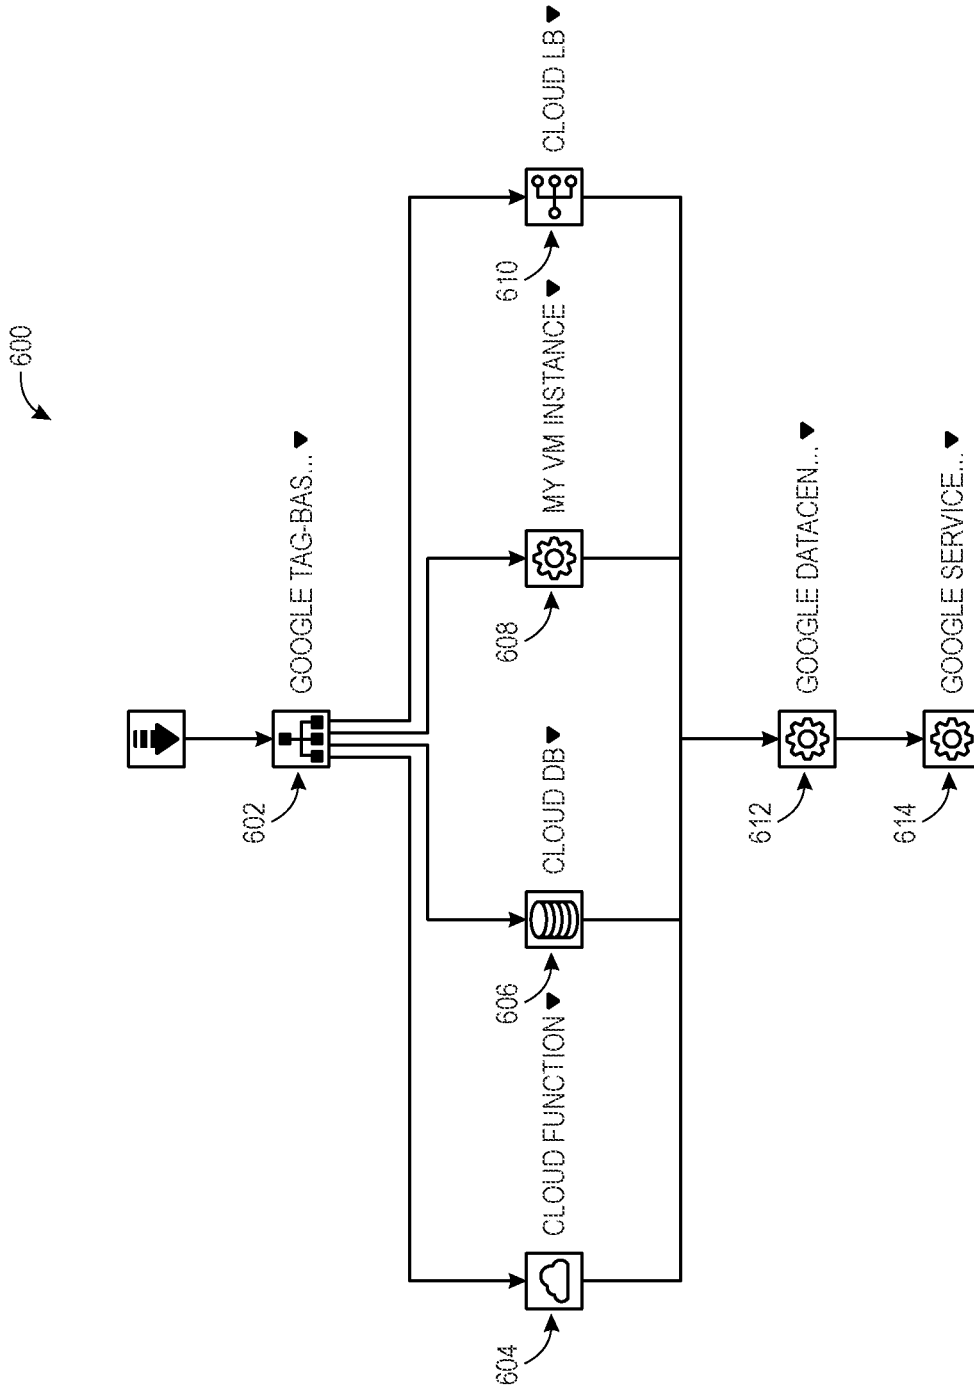 600
GOOGLE TAG-BAS...
602
CLOUD FUNCTION
604
CLOUD DB
606
MY VM INSTANCE
608
CLOUD LB
610
GOOGLE DATACEN...
612
GOOGLE SERVICE...
614